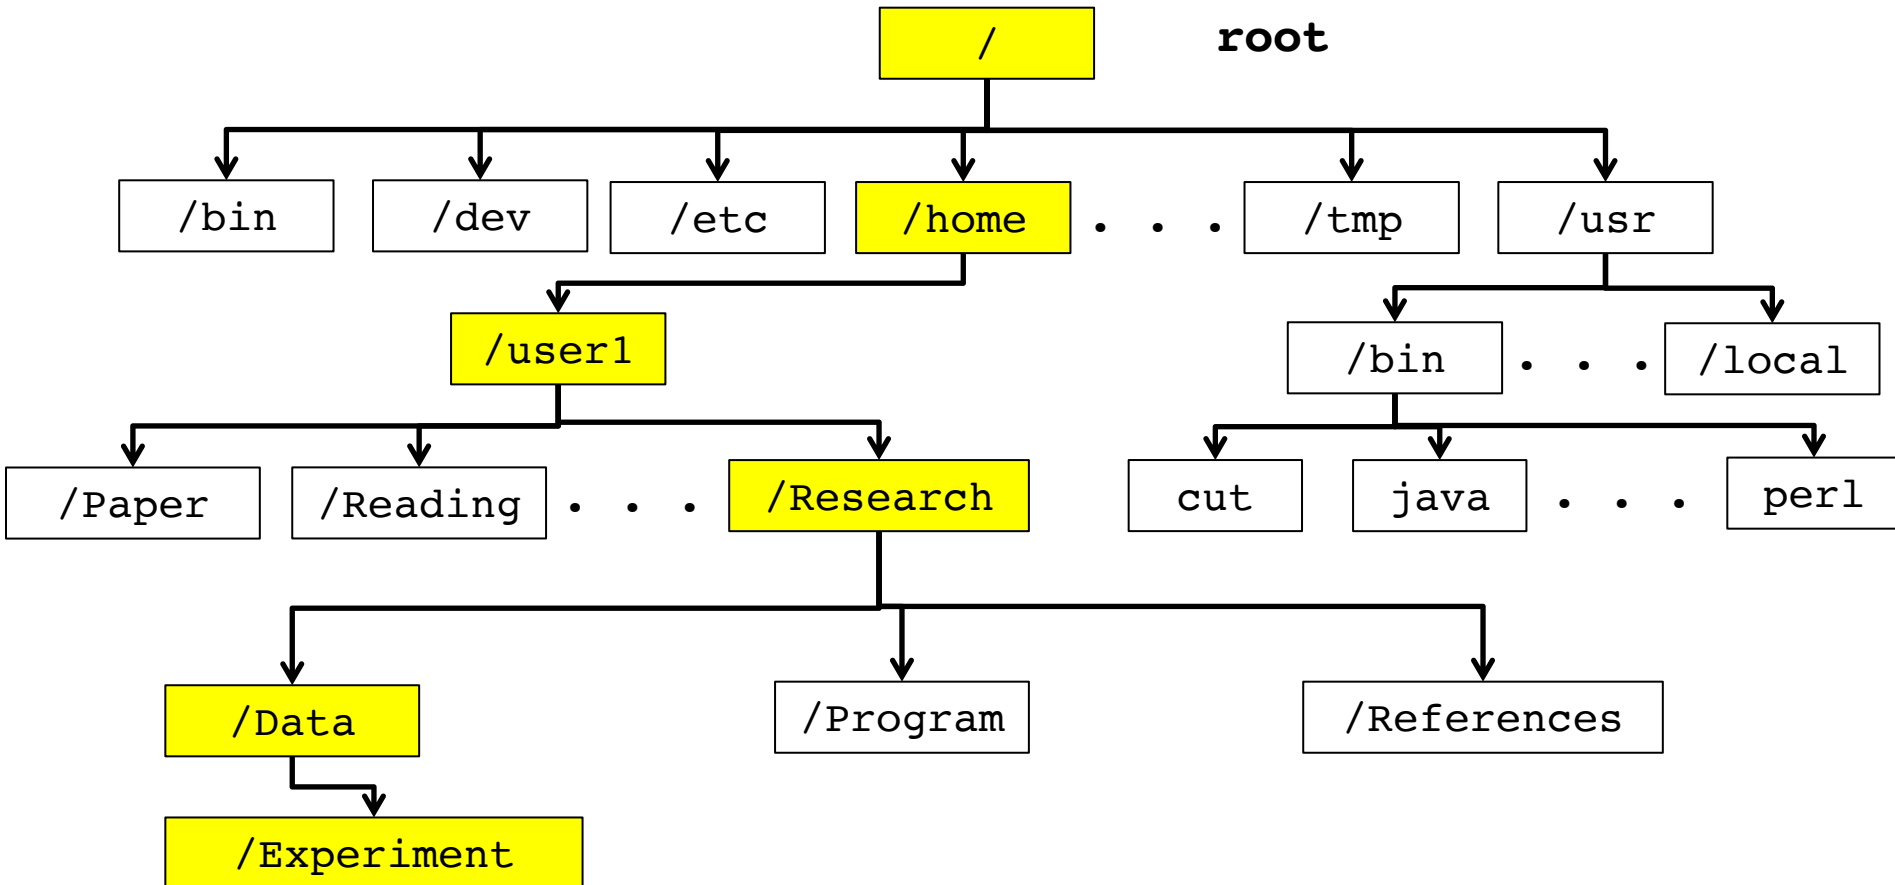 / root
/bin /dev /etc /home . . . /tmp /usr
/user1 /bin . . . /local
/Paper /Reading . . . /Research cut java . . . perl
/Data /Program /References
/Experiment